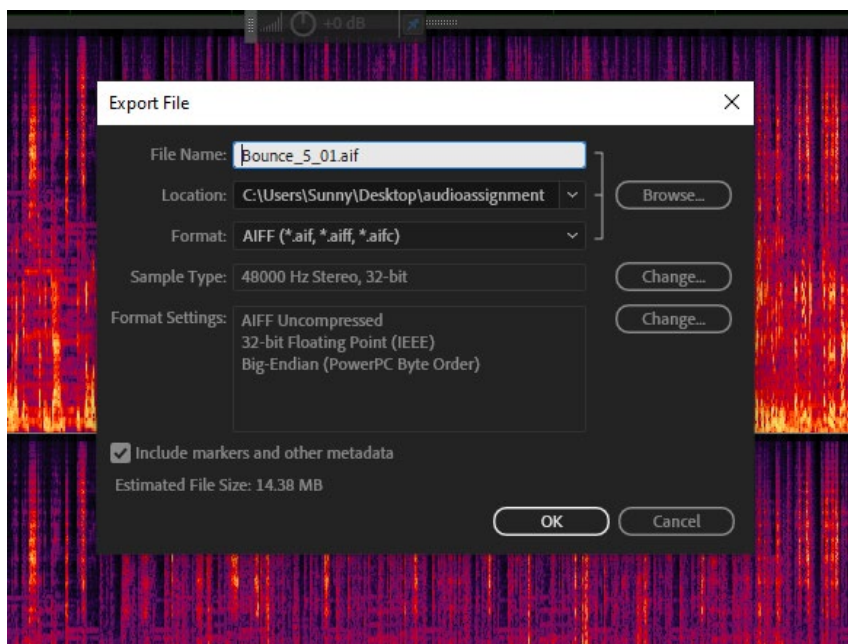 +0 dB
Export File
File Name: Bounce_5_01.aif
Location: C:\Users\Sunny\Desktop\audioassignment Browse...
Format: AIFF (*.aif, *.aiff, *.aifc)
Sample Type: 48000 Hz Stereo, 32-bit Change...
Format Settings: AIFF Uncompressed Change...
32-bit Floating Point (IEEE)
Big-Endian (PowerPC Byte Order)
Include markers and other metadata
Estimated File Size: 14.38 MB
OK Cancel